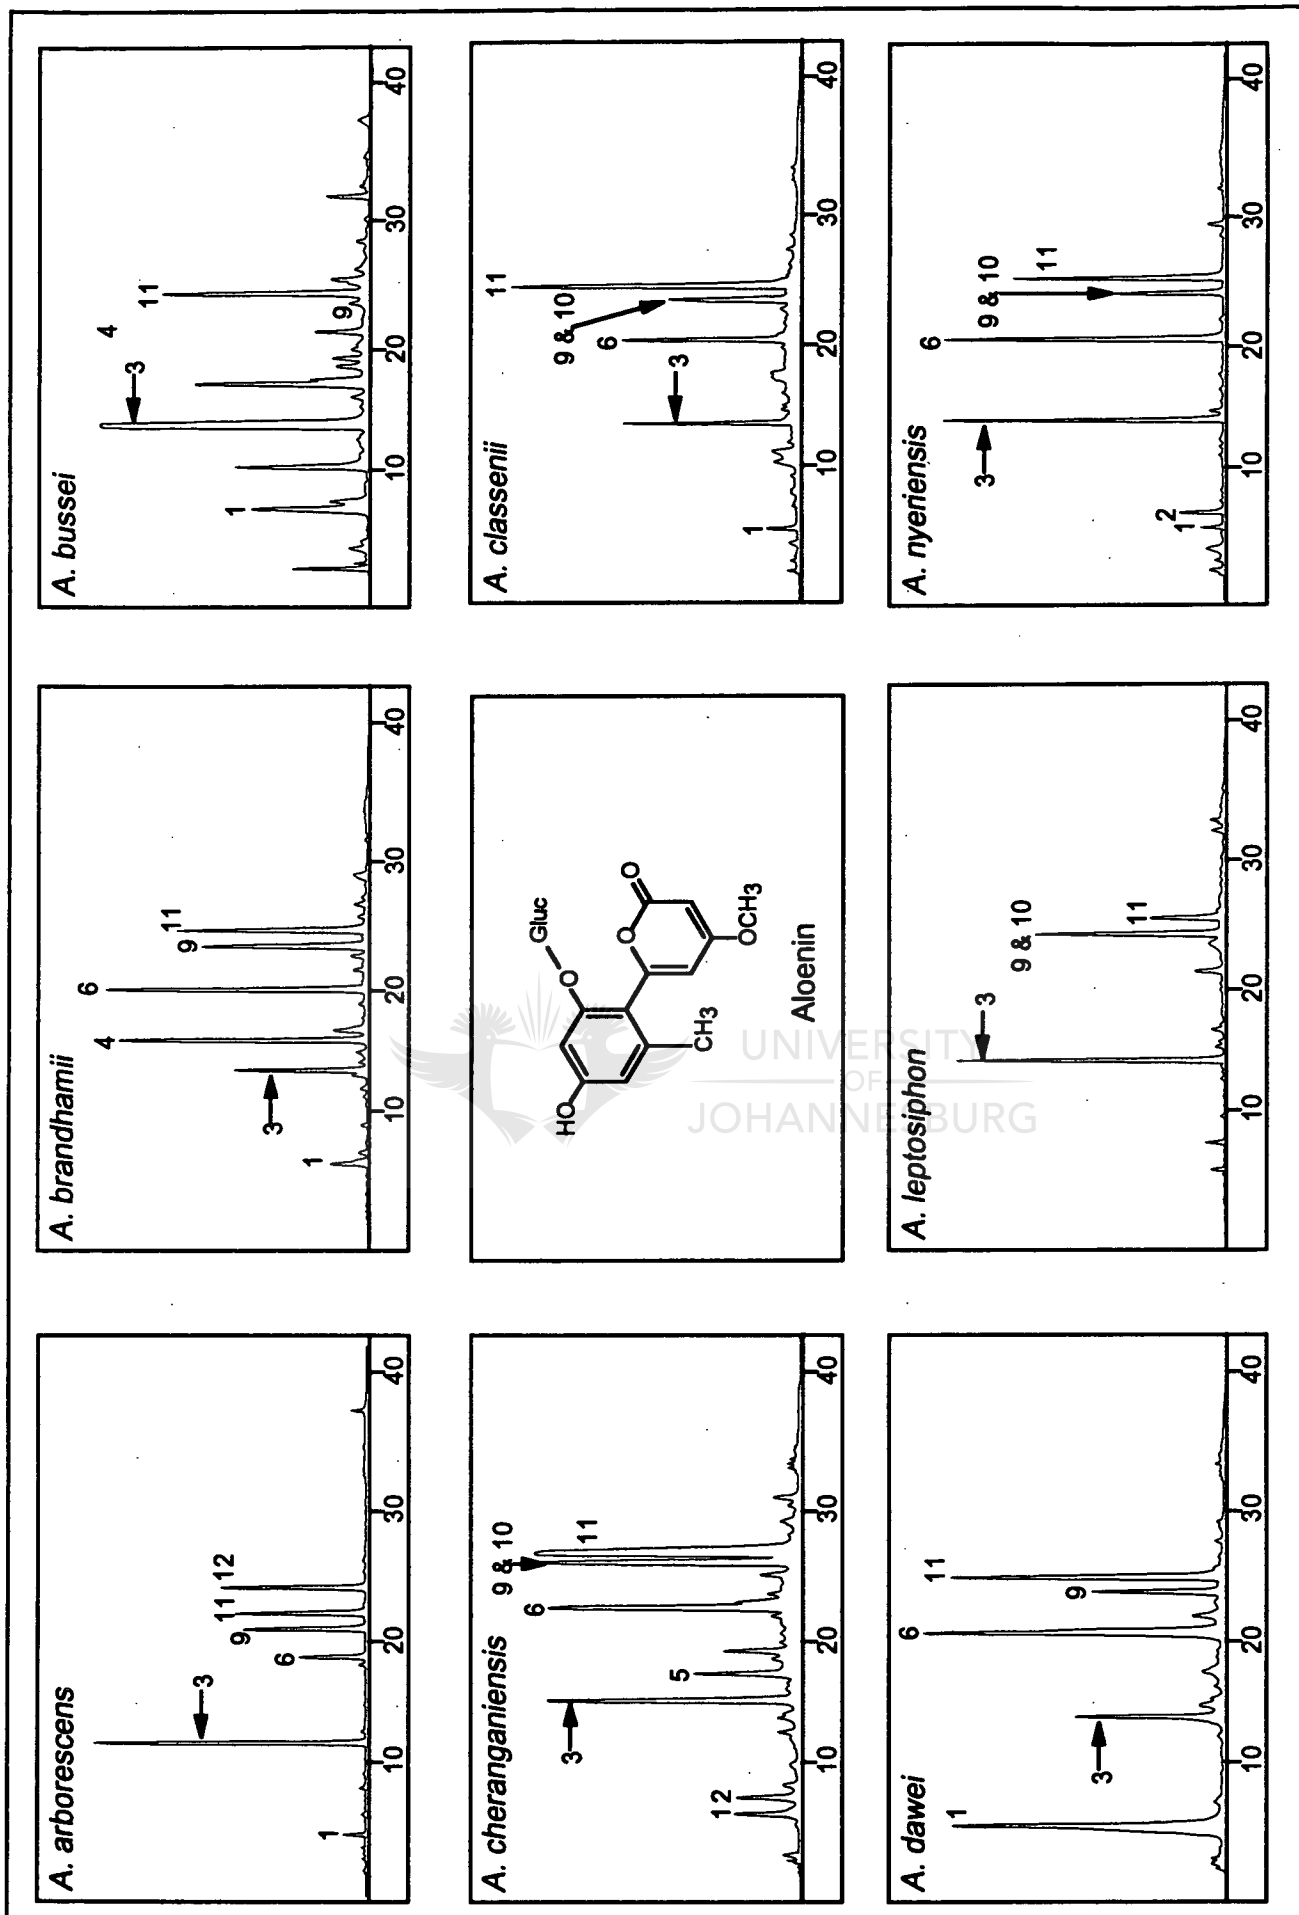 A. arborescens
3
12
11
9
6
1
10 20 30 40
A. brandhamii
6
4
11
9
3
1
10 20 30 40
A. bussei
4
11
3
1
9
10 20 30 40
A. cheranganiensis
9 & 10
6
11
3
5
12
10 20 30 40
Gluc
O
O
O
HO
CH3
OCH3
Aloenin
UNIVERSITY
OF
JOHANNESBURG
A. classenii
11
9 & 10
6
3
1
10 20 30 40
A. dawei
6
11
1
9
3
10 20 30 40
A. leptosiphon
3
9 & 10
11
10 20 30 40
A. nyeriensis
6
3
9 & 10
11
2
1
10 20 30 40